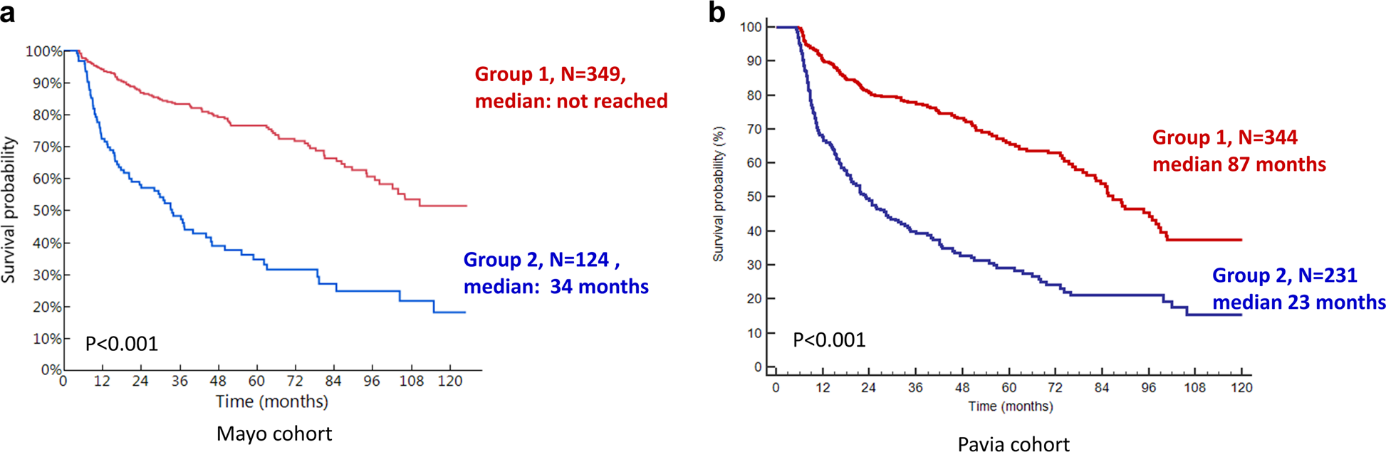 a
Survival probability
100%
90%
80%
70%
60%
50%
40%
30%
20%
10%
0%
Group 1, N=349,
median: not reached
Group 2, N=124 ,
median:  34 months
P<0.001
0 12 24 36 48 60 72 84 96 108 120
Time (months)
Mayo cohort
b
Survival probability (%)
100
90
80
70
60
50
40
30
20
10
0
Group 1, N=344
median 87 months
Group 2, N=231
median 23 months
P<0.001
0 12 24 36 48 60 72 84 96 108 120
Time (months)
Pavia cohort